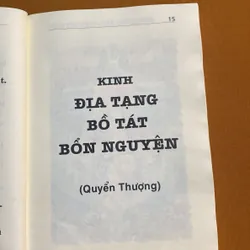 15
KINH
ĐỊA TẠNG
BỒ TÁT
BỔN NGUYỆN
(Quyển Thượng)